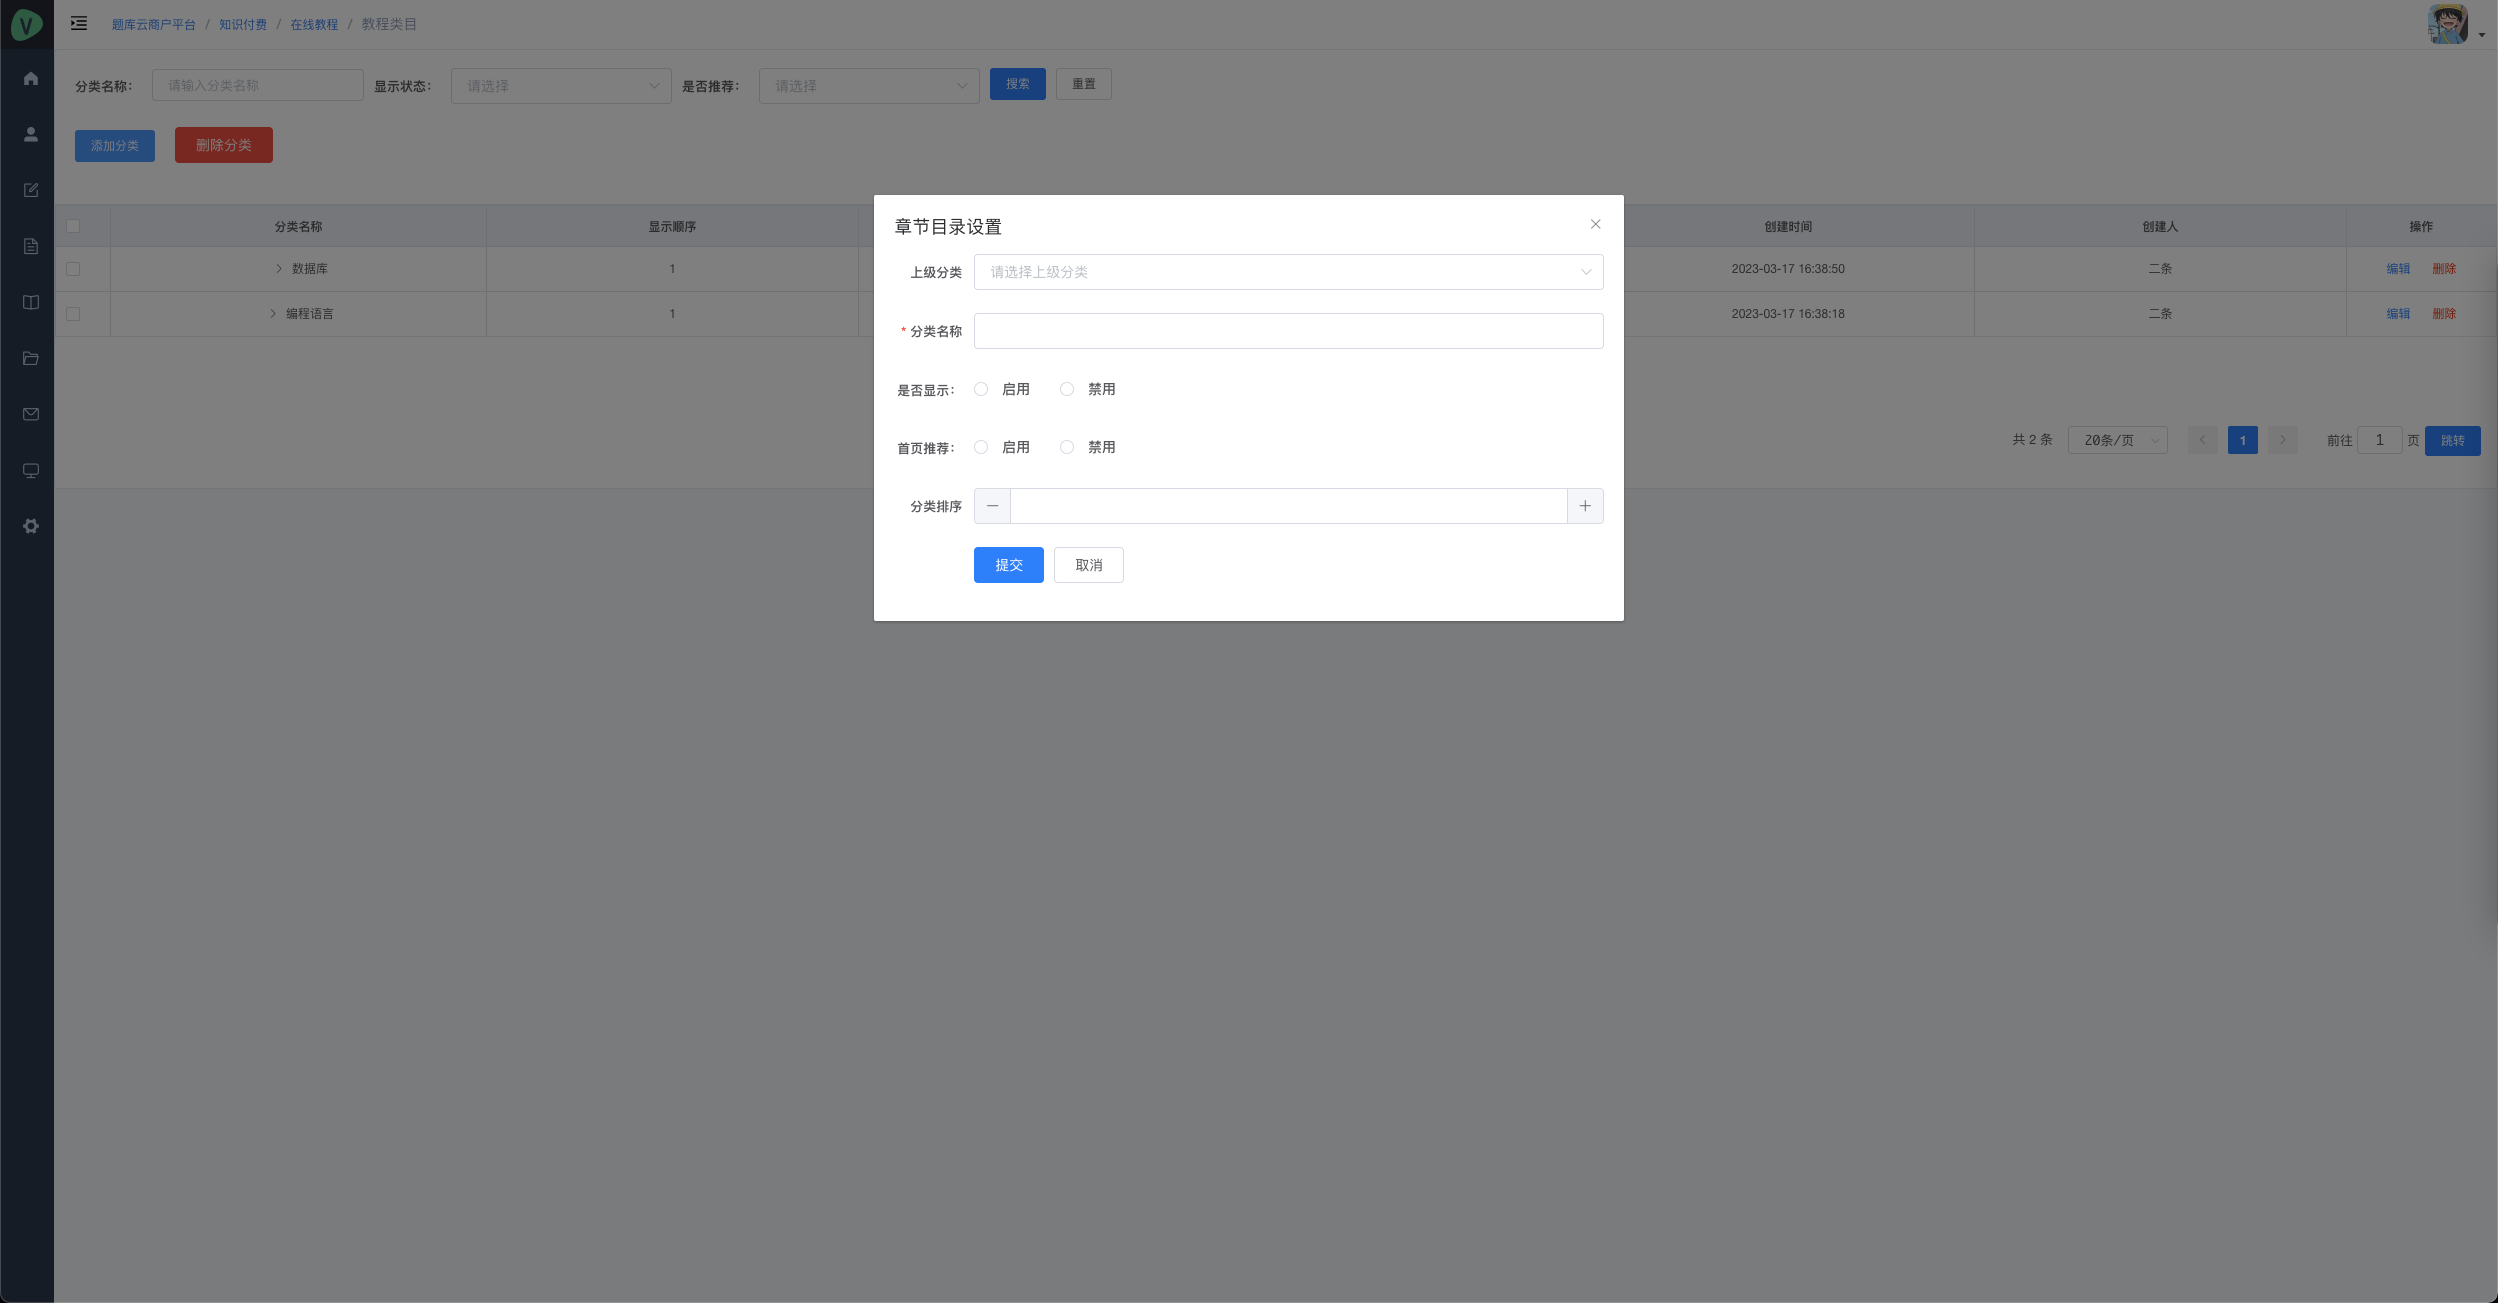 V 题库云商户平台 / 知识付费 / 在线教程 / 教程类目
分类名称： 请输入分类名称 显示状态： 请选择 是否推荐： 请选择 搜索 重置
添加分类 删除分类
分类名称 显示顺序 创建时间 创建人 操作
数据库 1 2023-03-17 16:38:50 二条 编辑 删除
编程语言 1 2023-03-17 16:38:18 二条 编辑 删除
共 2 条 20条/页 1 前往 1 页 跳转
章节目录设置
上级分类 请选择上级分类
* 分类名称
是否显示： 启用 禁用
首页推荐： 启用 禁用
分类排序
提交 取消